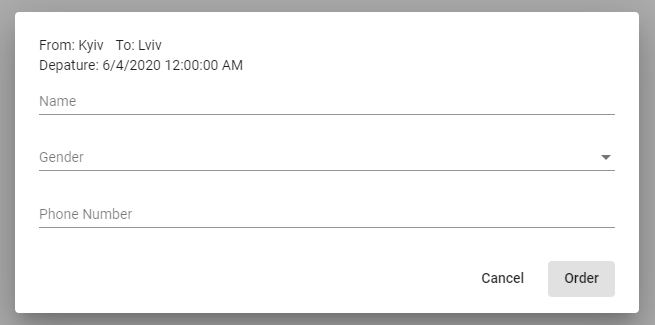 From: Kyiv To: Lviv
Depature: 6/4/2020 12:00:00 AM
Name
Gender
Phone Number
Cancel Order